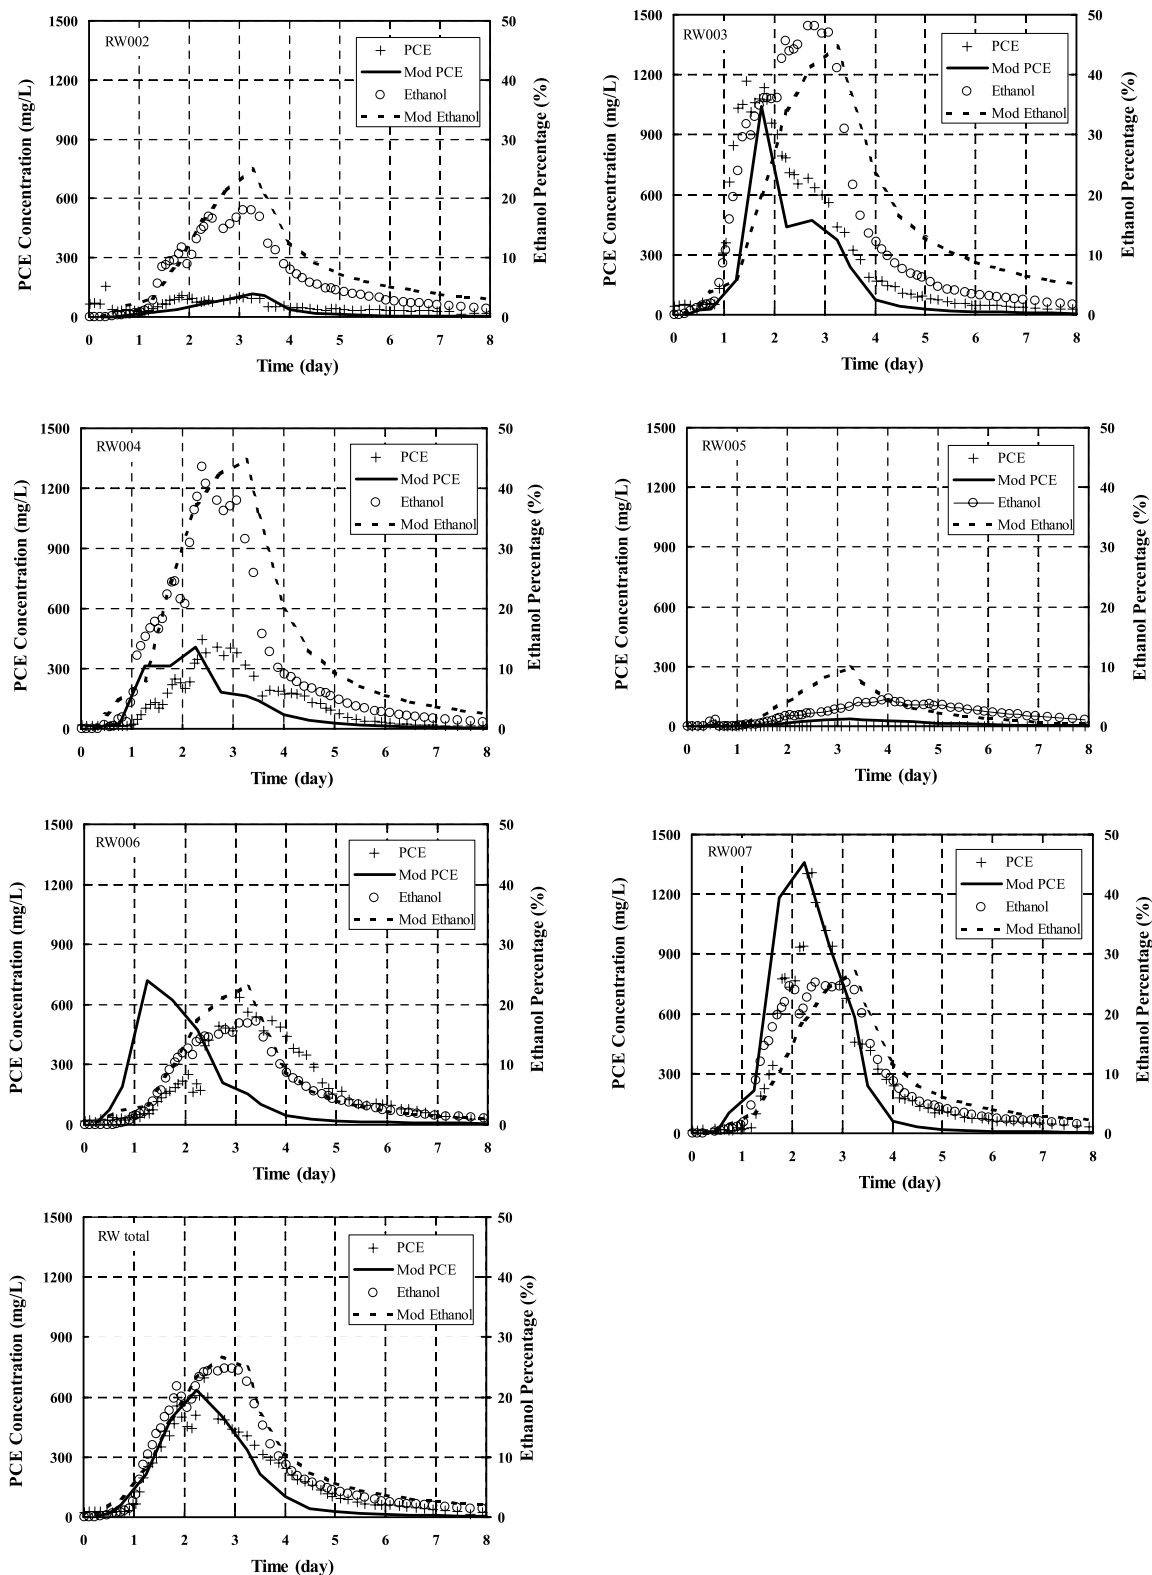 RW002
PCE
Mod PCE
Ethanol
Mod Ethanol
PCE Concentration (mg/L)
Ethanol Percentage (%)
1500
1200
900
600
300
0
50
40
30
20
10
0
0 1 2 3 4 5 6 7 8
Time (day)
RW003
PCE
Mod PCE
Ethanol
Mod Ethanol
PCE Concentration (mg/L)
Ethanol Percentage (%)
1500
1200
900
600
300
0
50
40
30
20
10
0
0 1 2 3 4 5 6 7 8
Time (day)
RW004
PCE
Mod PCE
Ethanol
Mod Ethanol
PCE Concentration (mg/L)
Ethanol Percentage (%)
1500
1200
900
600
300
0
50
40
30
20
10
0
0 1 2 3 4 5 6 7 8
Time (day)
RW005
PCE
Mod PCE
Ethanol
Mod Ethanol
PCE Concentration (mg/L)
Ethanol Percentage (%)
1500
1200
900
600
300
0
50
40
30
20
10
0
0 1 2 3 4 5 6 7 8
Time (day)
RW006
PCE
Mod PCE
Ethanol
Mod Ethanol
PCE Concentration (mg/L)
Ethanol Percentage (%)
1500
1200
900
600
300
0
50
40
30
20
10
0
0 1 2 3 4 5 6 7 8
Time (day)
RW007
PCE
Mod PCE
Ethanol
Mod Ethanol
PCE Concentration (mg/L)
Ethanol Percentage (%)
1500
1200
900
600
300
0
50
40
30
20
10
0
0 1 2 3 4 5 6 7 8
Time (day)
RW total
PCE
Mod PCE
Ethanol
Mod Ethanol
PCE Concentration (mg/L)
Ethanol Percentage (%)
1500
1200
900
600
300
0
50
40
30
20
10
0
0 1 2 3 4 5 6 7 8
Time (day)